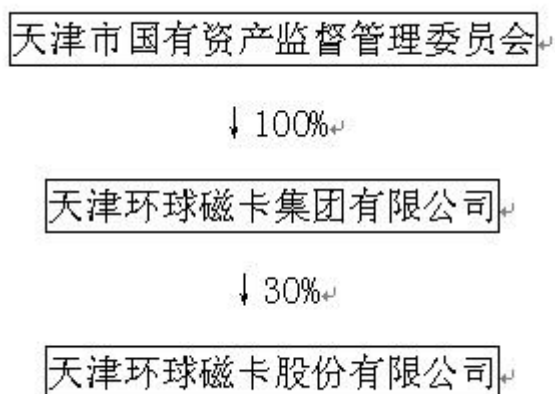 天津市国有资产监督管理委员会
↓100%
天津环球磁卡集团有限公司
↓30%
天津环球磁卡股份有限公司